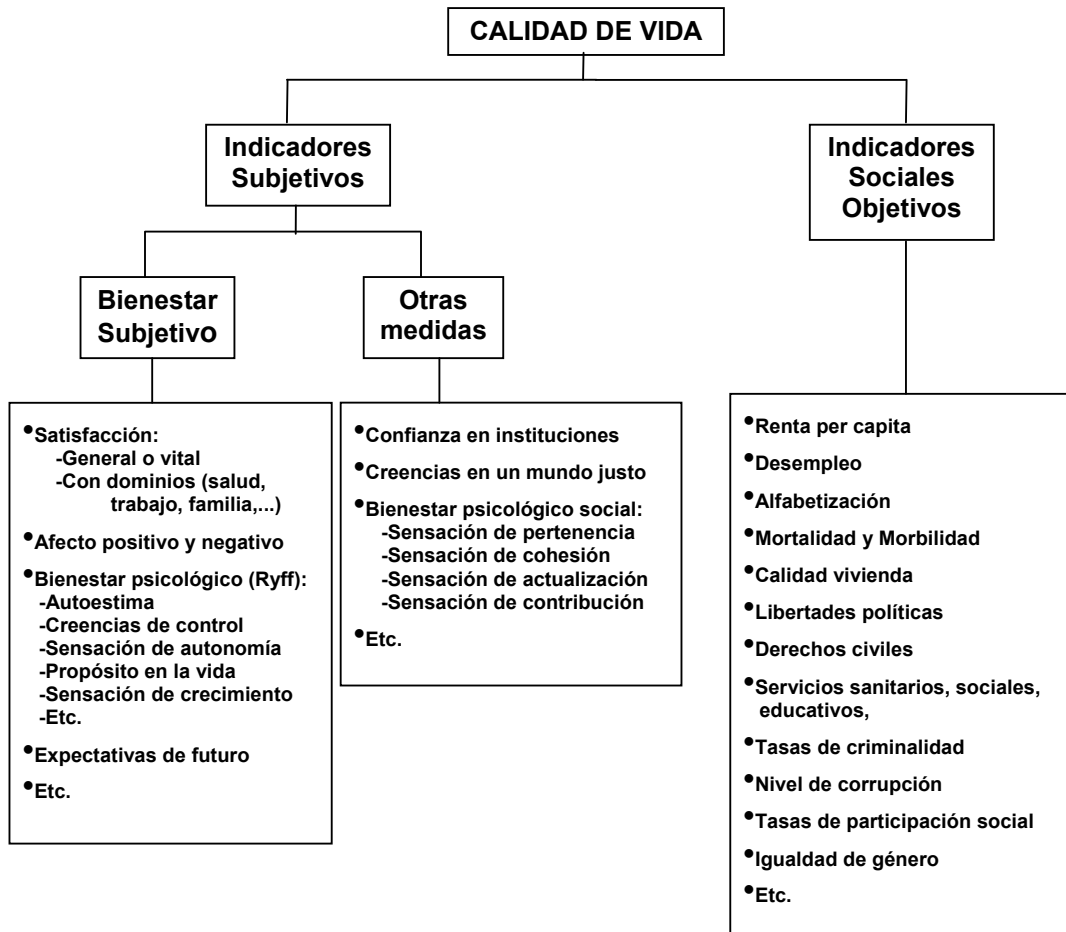 CALIDAD DE VIDA
Indicadores
Subjetivos
Indicadores
Sociales
Objetivos
Bienestar
Subjetivo
Otras
medidas
•Satisfacción:
-General o vital
-Con dominios (salud,
trabajo, familia,...)
•Afecto positivo y negativo
•Bienestar psicológico (Ryff):
-Autoestima
-Creencias de control
-Sensación de autonomía
-Propósito en la vida
-Sensación de crecimiento
-Etc.
•Expectativas de futuro
•Etc.
•Confianza en instituciones
•Creencias en un mundo justo
•Bienestar psicológico social:
-Sensación de pertenencia
-Sensación de cohesión
-Sensación de actualización
-Sensación de contribución
•Etc.
•Renta per capita
•Desempleo
•Alfabetización
•Mortalidad y Morbilidad
•Calidad vivienda
•Libertades políticas
•Derechos civiles
•Servicios sanitarios, sociales,
educativos,
•Tasas de criminalidad
•Nivel de corrupción
•Tasas de participación social
•Igualdad de género
•Etc.